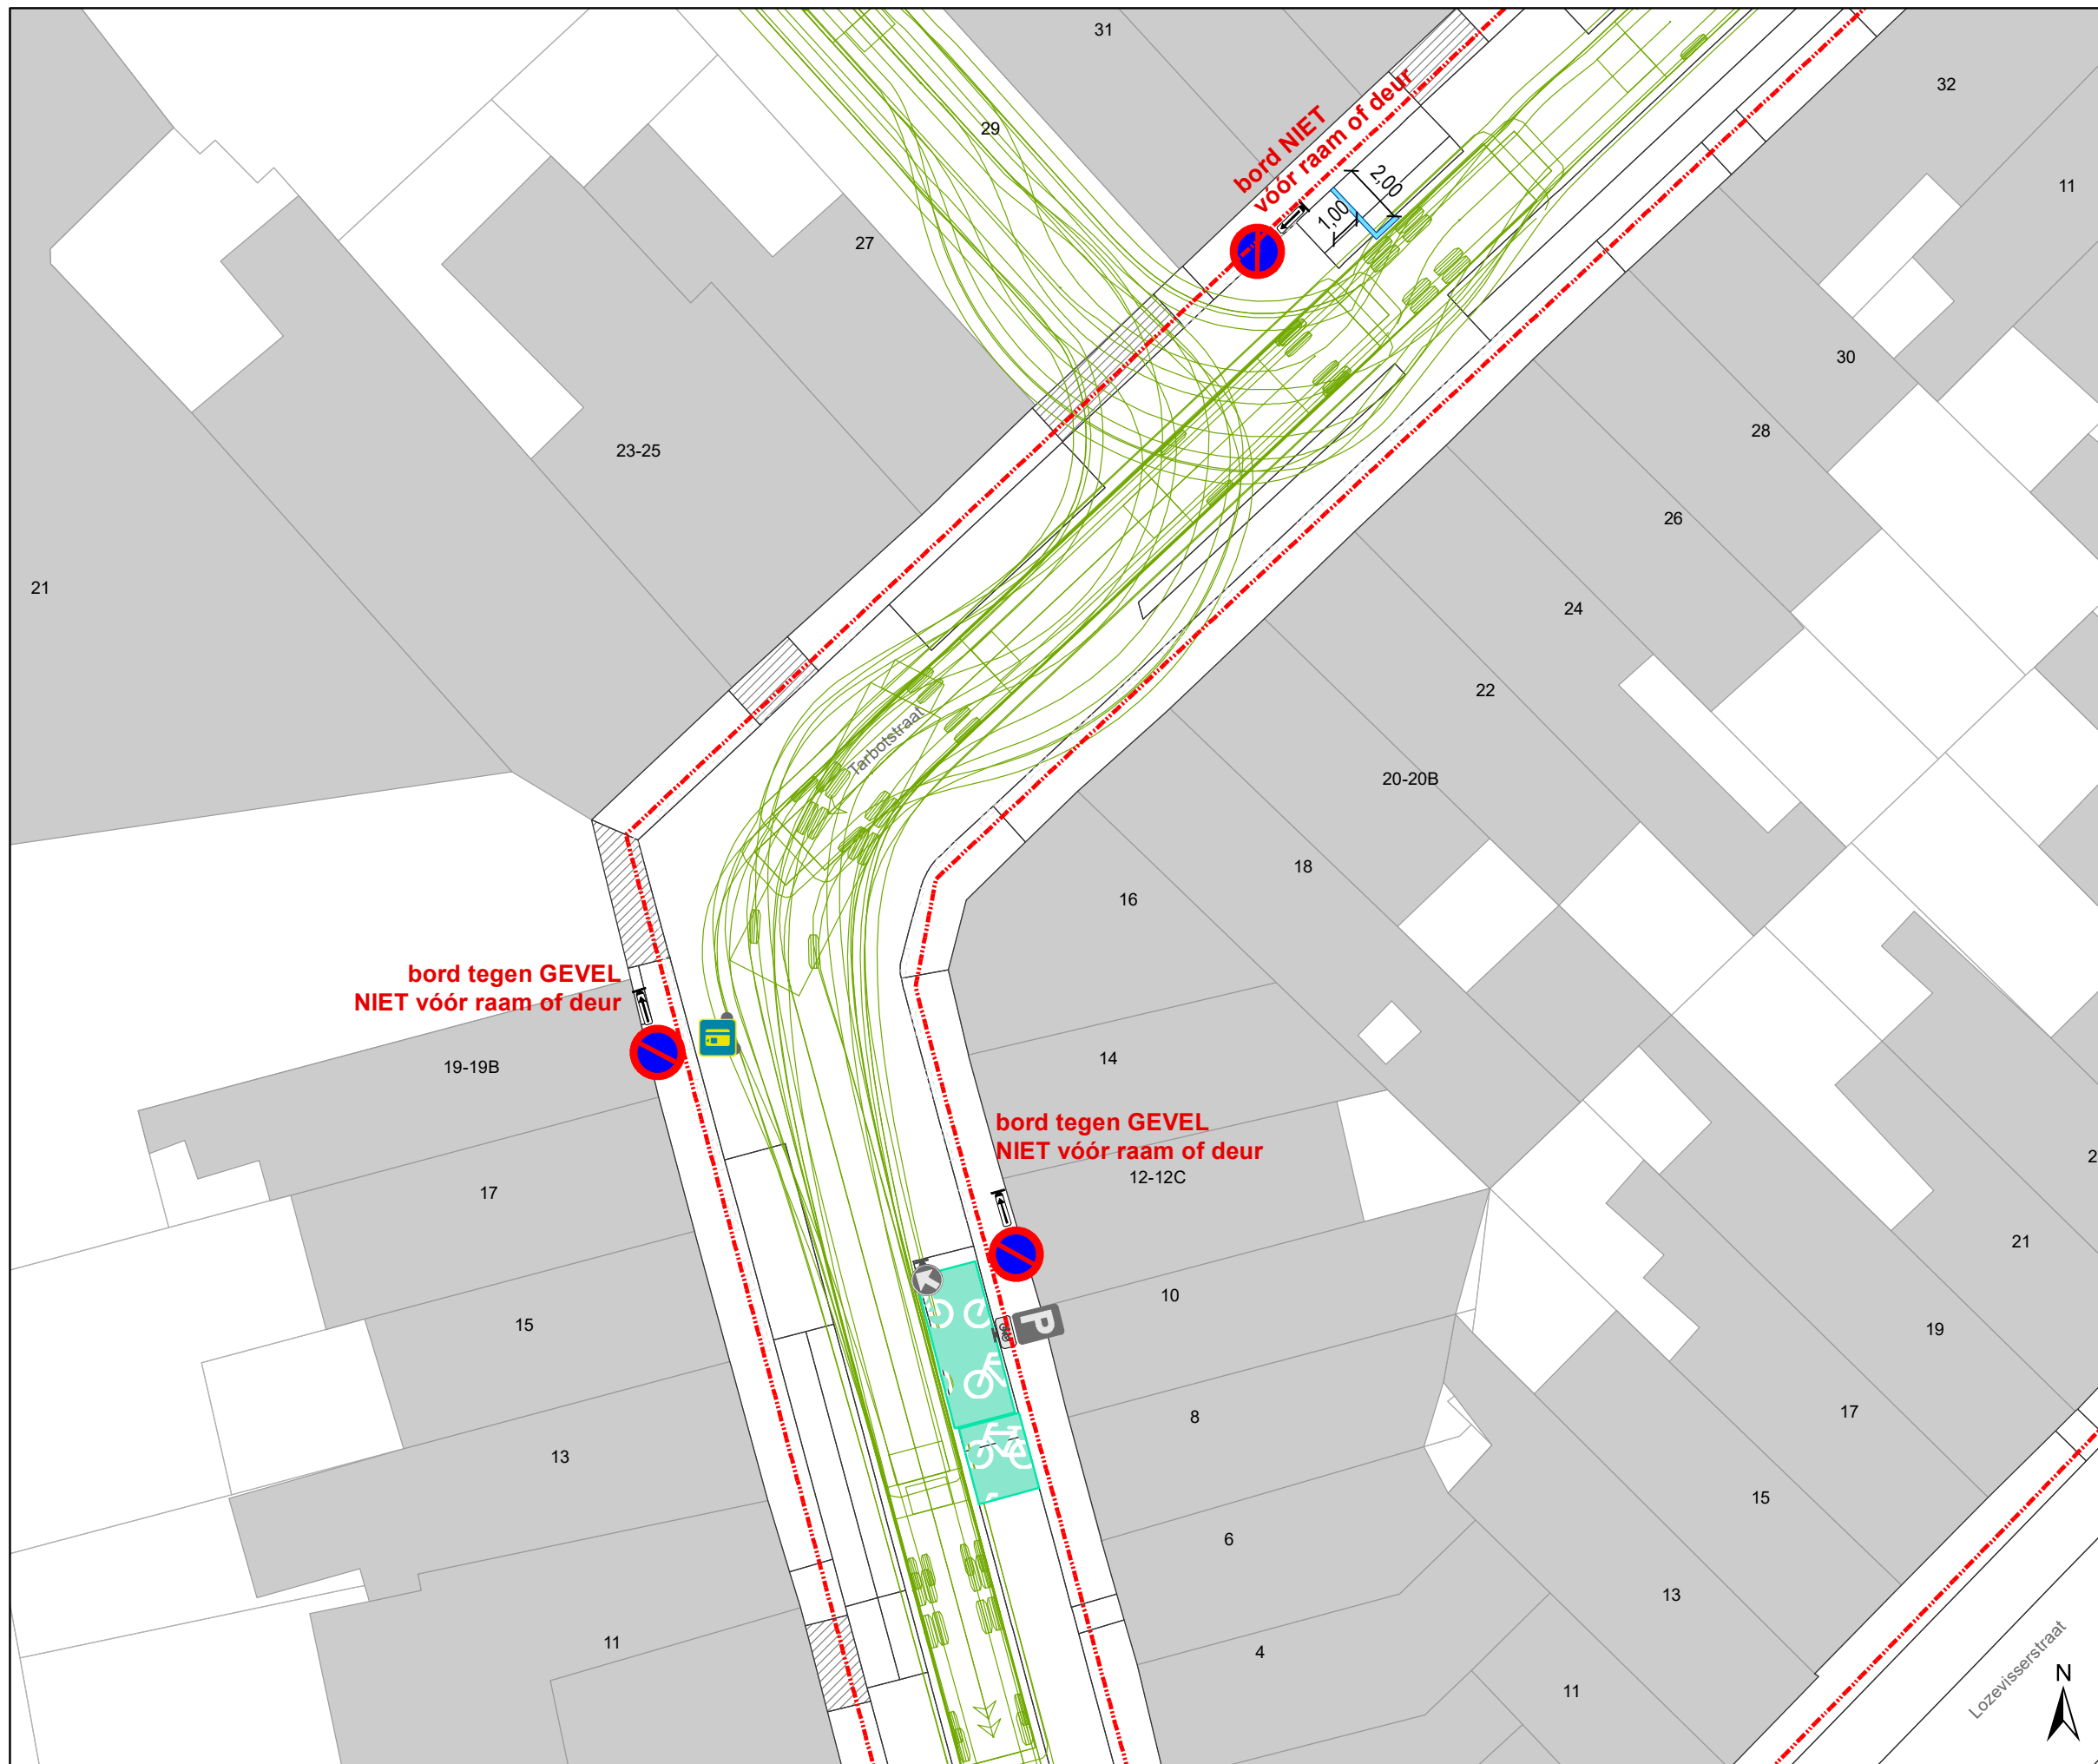 31
32
29
bord NIET
vóór raam of deur
2,00
1,00
11
27
30
28
23-25
26
21
24
22
Tarbotstraat
20-20B
18
16
bord tegen GEVEL
NIET vóór raam of deur
14
19-19B
bord tegen GEVEL
NIET vóór raam of deur
12-12C
2
17
21
10
P
15
19
8
17
13
15
6
13
11
4
11
Lozevisserstraat
N